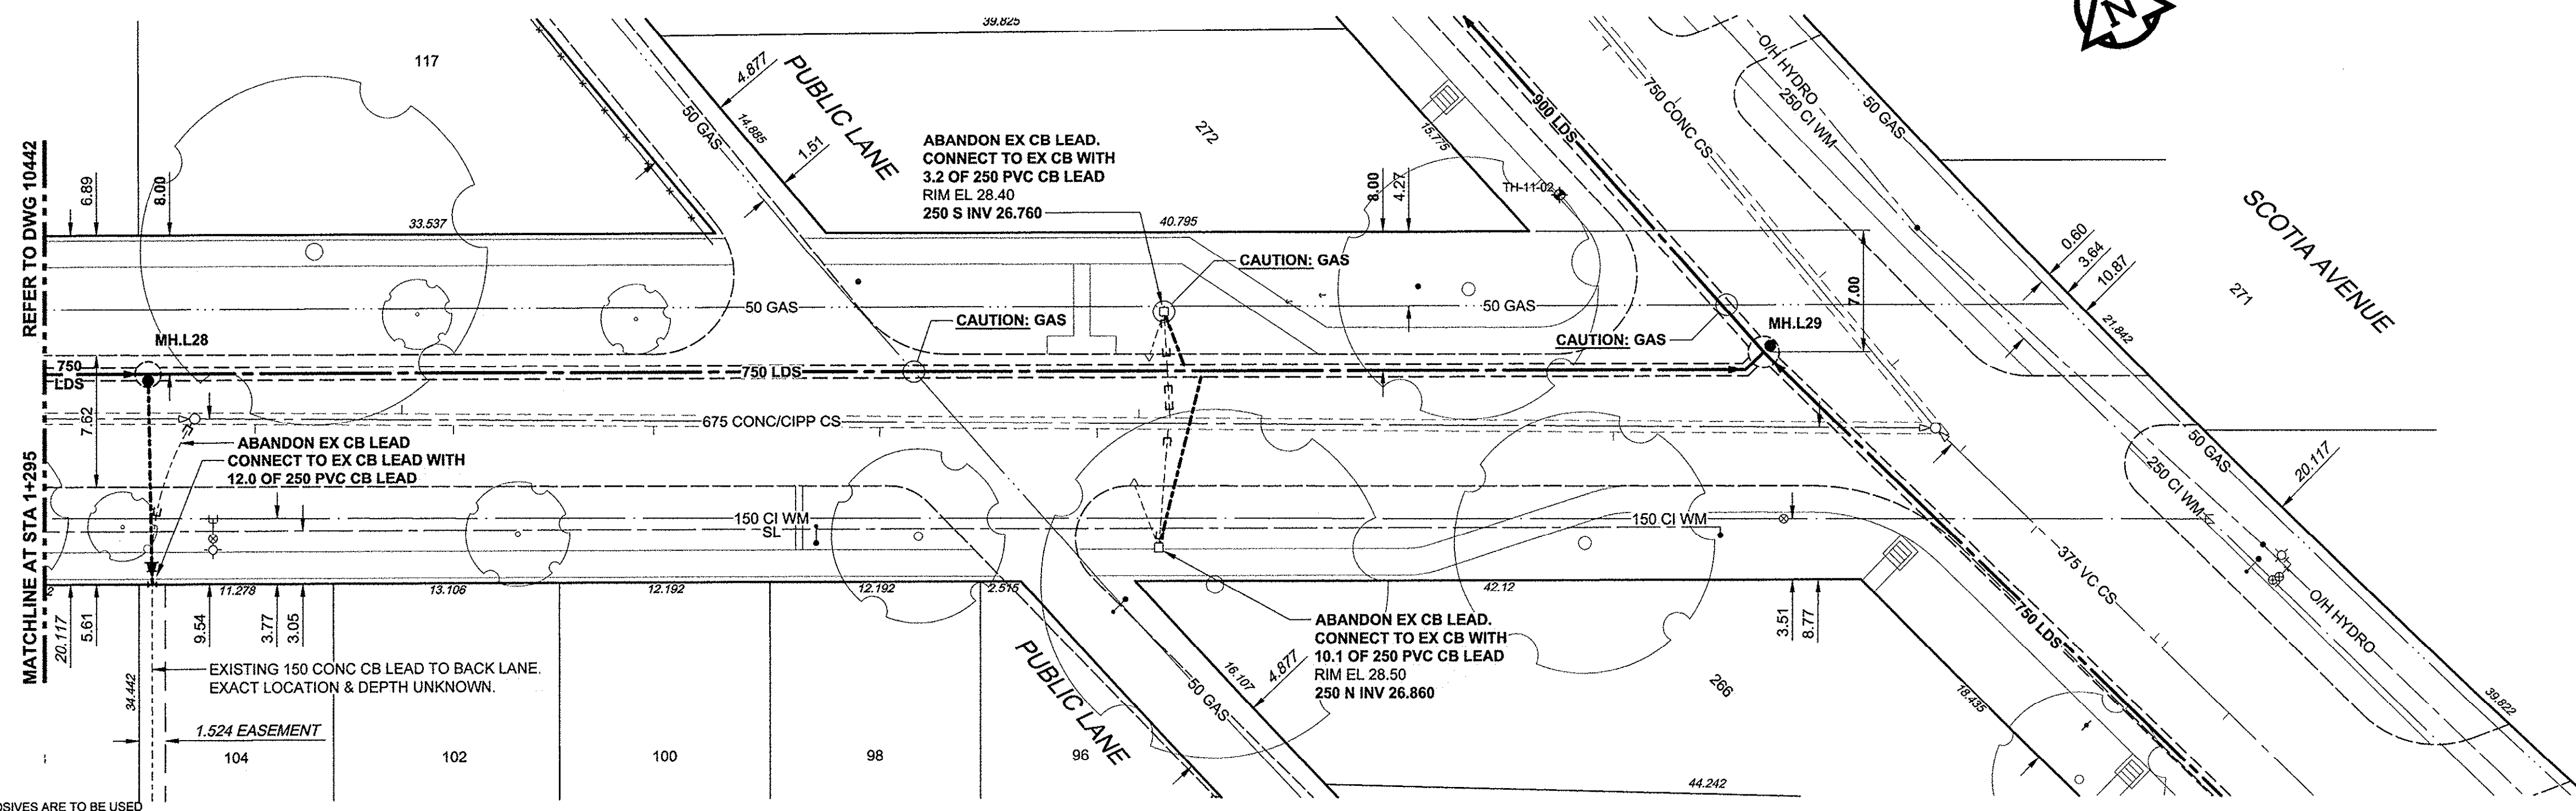 39.825
N
117
4.877
PUBLIC LANE
O/H HYDRO
250 CI WM
50 GAS
900 LDS
750 CONC CS
50 GAS
14.885
1.51
272
15.775
ABANDON EX CB LEAD.
CONNECT TO EX CB WITH
3.2 OF 250 PVC CB LEAD
RIM EL 28.40
250 S INV 26.760
REFER TO DWG 10442
6.89
8.00
8.00
4.27
TH-11-02
SCOTIA AVENUE
33.537
40.795
0.60
3.64
10.87
271
CAUTION: GAS
7.00
50 GAS
50 GAS
CAUTION: GAS
21.842
MH.L28
CAUTION: GAS
MH.L29
750
LDS
750 LDS
7.62
675 CONC/CIPP CS
ABANDON EX CB LEAD
CONNECT TO EX CB LEAD WITH
12.0 OF 250 PVC CB LEAD
50 GAS
250 CI WM
20.117
MATCHLINE AT STA 1+295
150 CI WM
SL
150 CI WM
375 VC CS
2
11.278
13.106
12.192
12.192
2.515
42.12
O/H HYDRO
20.117
5.61
9.54
3.77
3.05
3.51
8.77
750 LDS
ABANDON EX CB LEAD.
CONNECT TO EX CB WITH
10.1 OF 250 PVC CB LEAD
RIM EL 28.50
250 N INV 26.860
EXISTING 150 CONC CB LEAD TO BACK LANE.
EXACT LOCATION & DEPTH UNKNOWN.
PUBLIC LANE
50 GAS
16.107
4.877
266
18.435
39.822
34.442
1.524 EASEMENT
104
102
100
98
96
44.242
OSIVES ARE TO BE USED